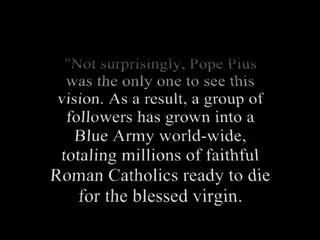 "Not surprisingly, Pope Pius
was the only one to see this
vision. As a result, a group of
followers has grown into a
Blue Army world-wide,
totaling millions of faithful
Roman Catholics ready to die
for the blessed virgin.